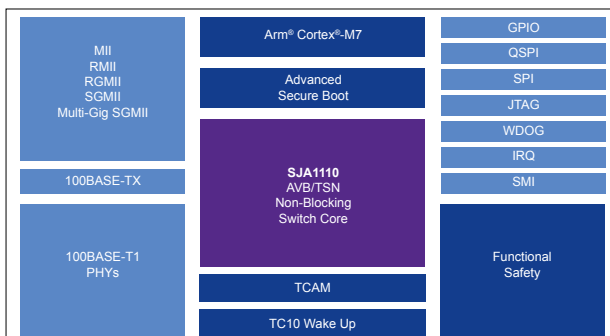 MII
RMII
RGMII
SGMII
Multi-Gig SGMII
100BASE-TX
100BASE-T1
PHYs
Arm® Cortex®-M7
Advanced
Secure Boot
SJA1110
AVB/TSN
Non-Blocking
Switch Core
TCAM
TC10 Wake Up
GPIO
QSPI
SPI
JTAG
WDOG
IRQ
SMI
Functional
Safety